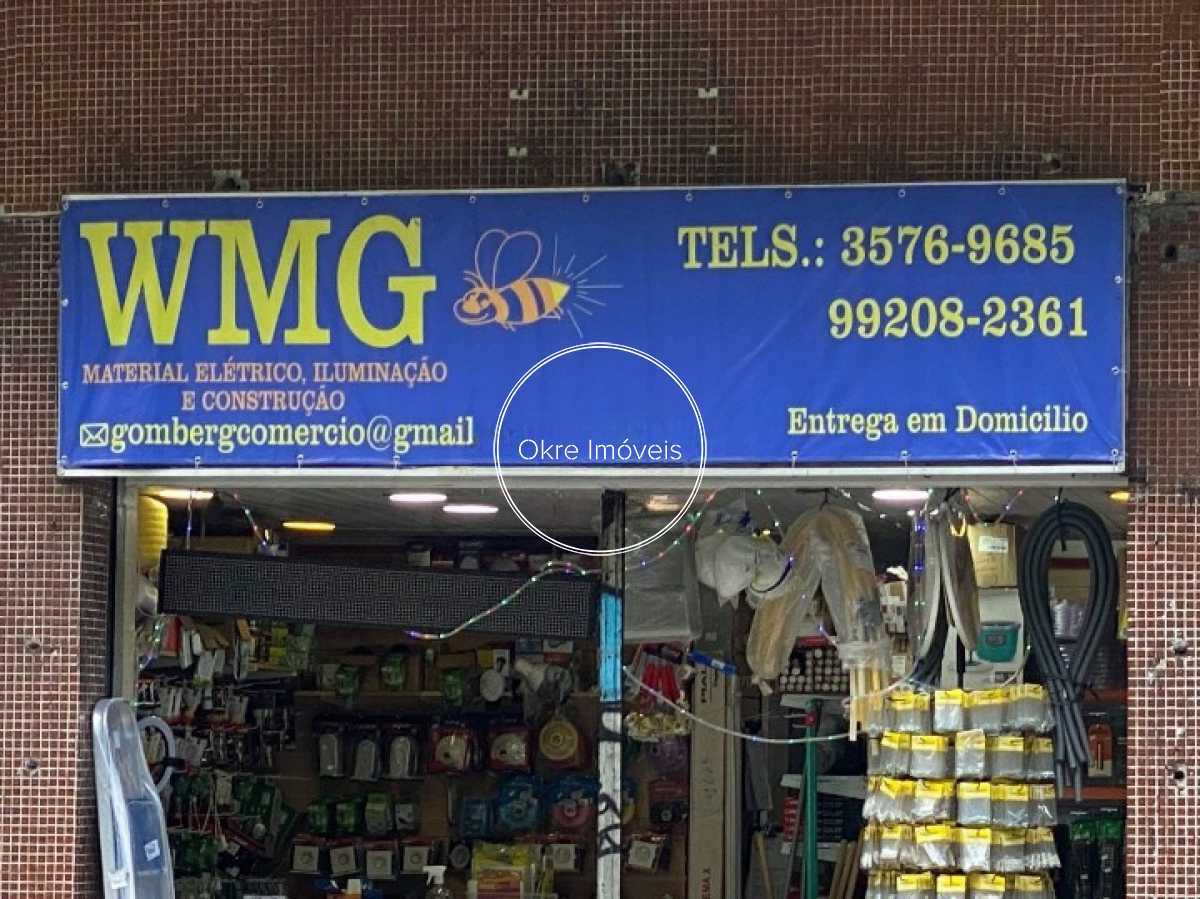 WMG
MATERIAL ELÉTRICO, ILUMINAÇÃO
E CONSTRUÇÃO
gombergcomercio@gmail
TELS.: 3576-9685
99208-2361
Entrega em Domicilio
Okre Imóveis